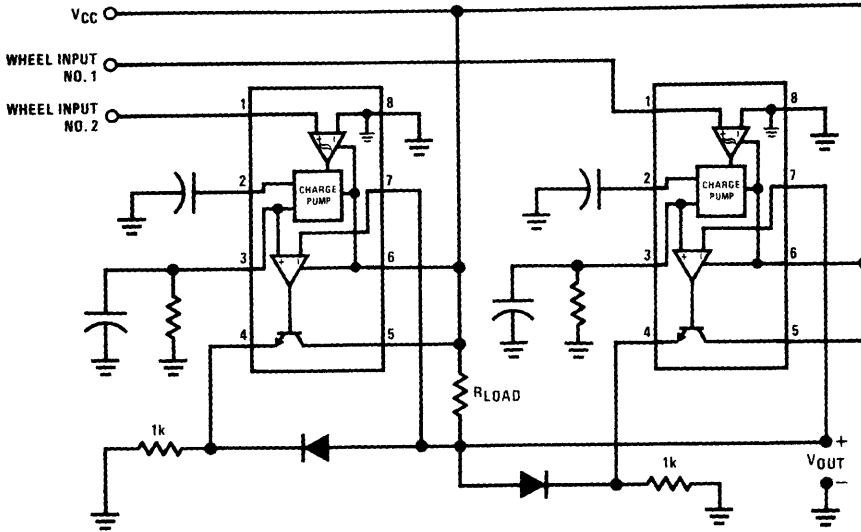 VCC
WHEEL INPUT
NO. 1
WHEEL INPUT
NO. 2
1
8
2
CHARGE
PUMP
7
3
6
4
5
+
-
+
-
1k
RLOAD
1
8
2
CHARGE
PUMP
7
3
6
4
5
+
-
+
-
1k
+
VOUT
-